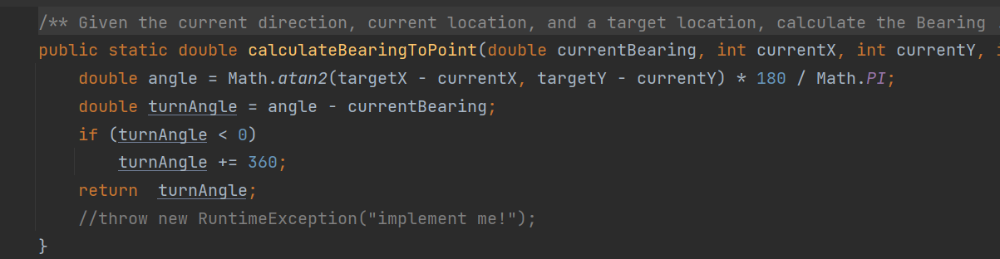 /** Given the current direction, current location, and a target location, calculate the Bearing
public static double calculateBearingToPoint(double currentBearing, int currentX, int currentY,
double angle = Math.atan2(targetX - currentX, targetY - currentY) * 180 / Math.PI;
double turnAngle = angle - currentBearing;
if (turnAngle < 0)
turnAngle += 360;
return  turnAngle;
//throw new RuntimeException("implement me!");
}